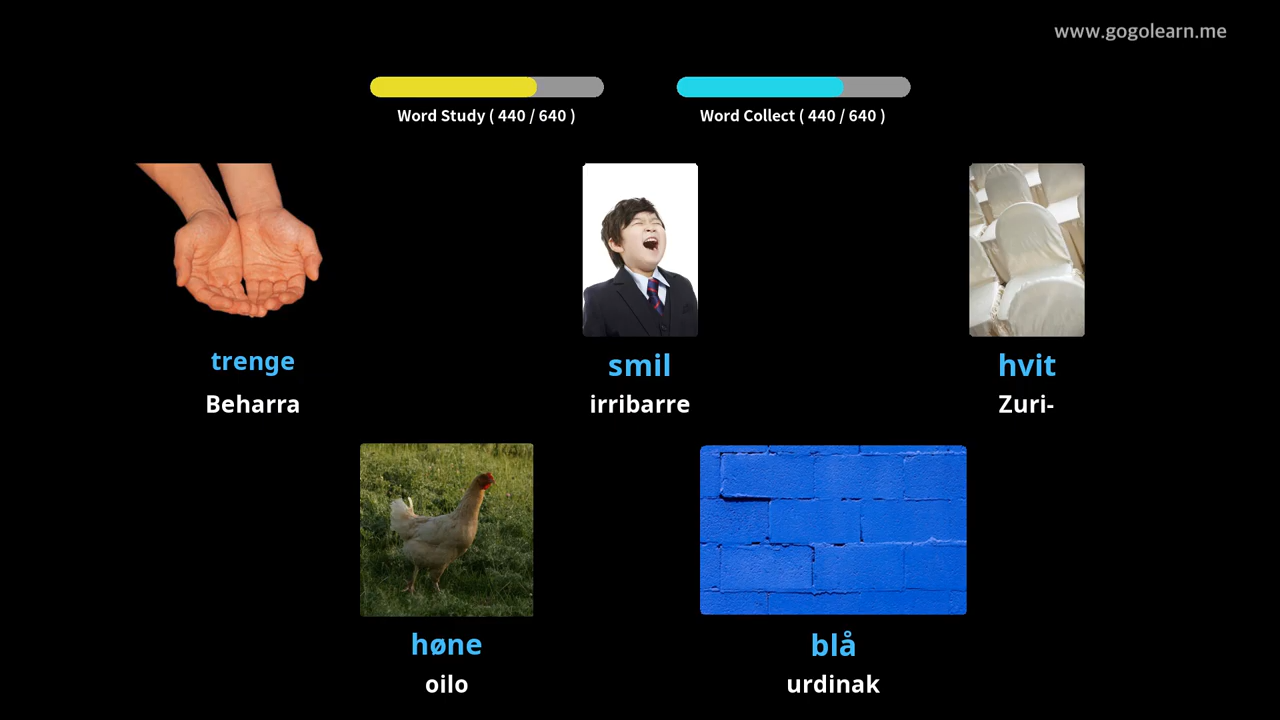 www.gogolearn.me
Word Study ( 440 / 640 )
Word Collect ( 440 / 640 )
trenge
Beharra
smil
irribarre
hvit
Zuri-
høne
oilo
blå
urdinak